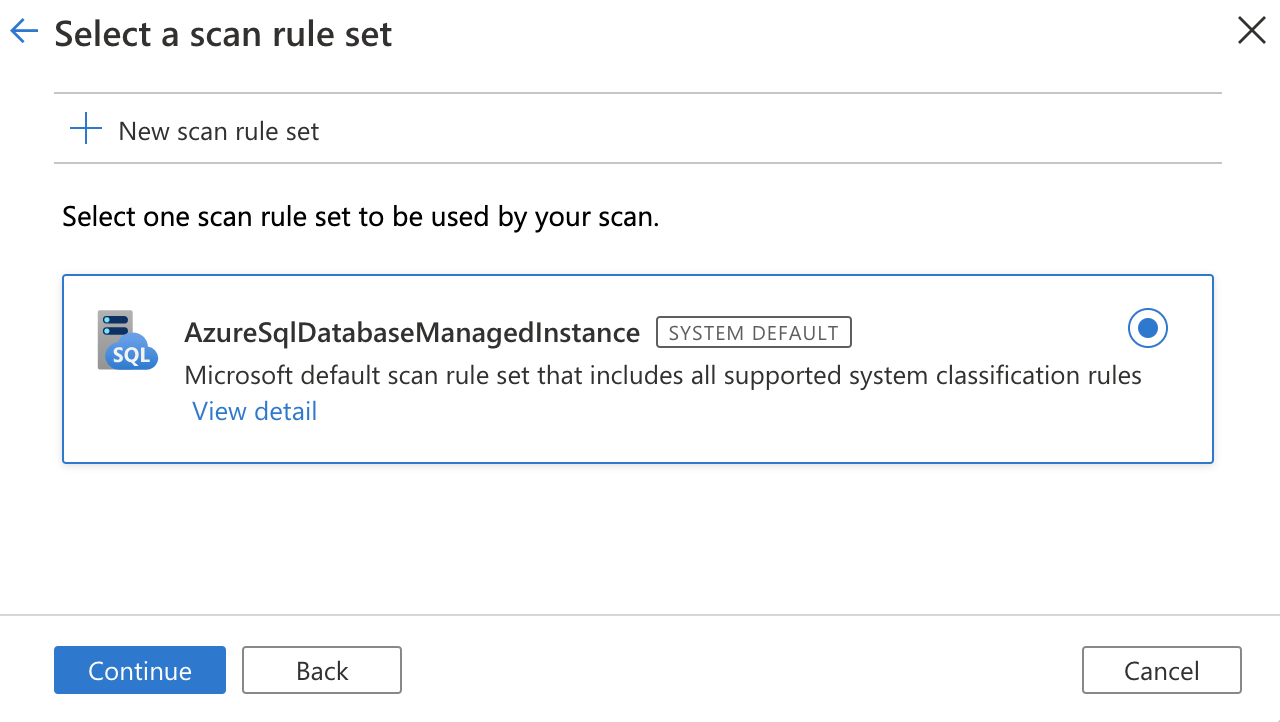 Select a scan rule set
New scan rule set
Select one scan rule set to be used by your scan.
SQL
AzureSqlDatabaseManagedInstance SYSTEM DEFAULT
Microsoft default scan rule set that includes all supported system classification rules
View detail
Continue Back Cancel